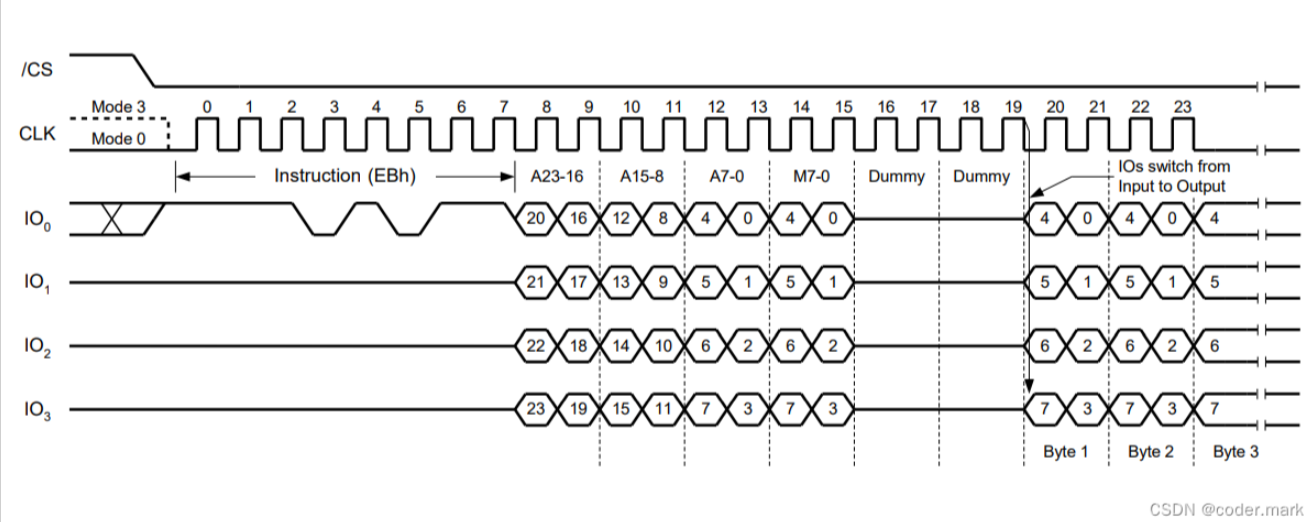 /CS
Mode 3 0 1 2 3 4 5 6 7 8 9 10 11 12 13 14 15 16 17 18 19 20 21 22 23
CLK
Mode 0
Instruction (EBh) A23-16 A15-8 A7-0 M7-0 Dummy Dummy IOs switch from
Input to Output
IO0 20 16 12 8 4 0 4 0 4 0 4 0 4
IO1 21 17 13 9 5 1 5 1 5 1 5 1 5
IO2 22 18 14 10 6 2 6 2 6 2 6 2 6
IO3 23 19 15 11 7 3 7 3 7 3 7 3 7
Byte 1 Byte 2 Byte 3
CSDN @coder.mark